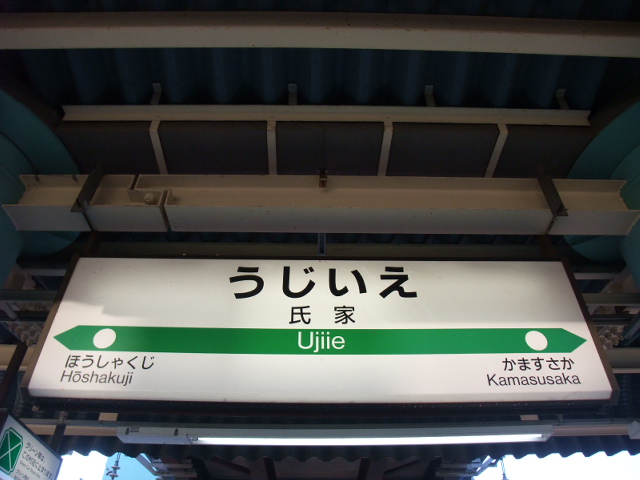 うじいえ
氏家
Ujiie
ほうしゃくじ
Hōshakuji
かますさか
Kamasusaka